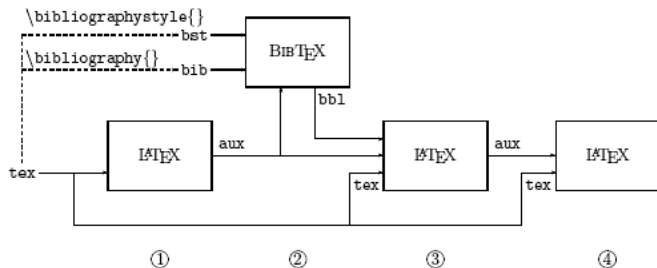 \bibliographystyle{}
bst
\bibliography{}
bib
BIBTEX
bbl
tex
LATEX
aux
LATEX
aux
LATEX
tex
tex
① ② ③ ④